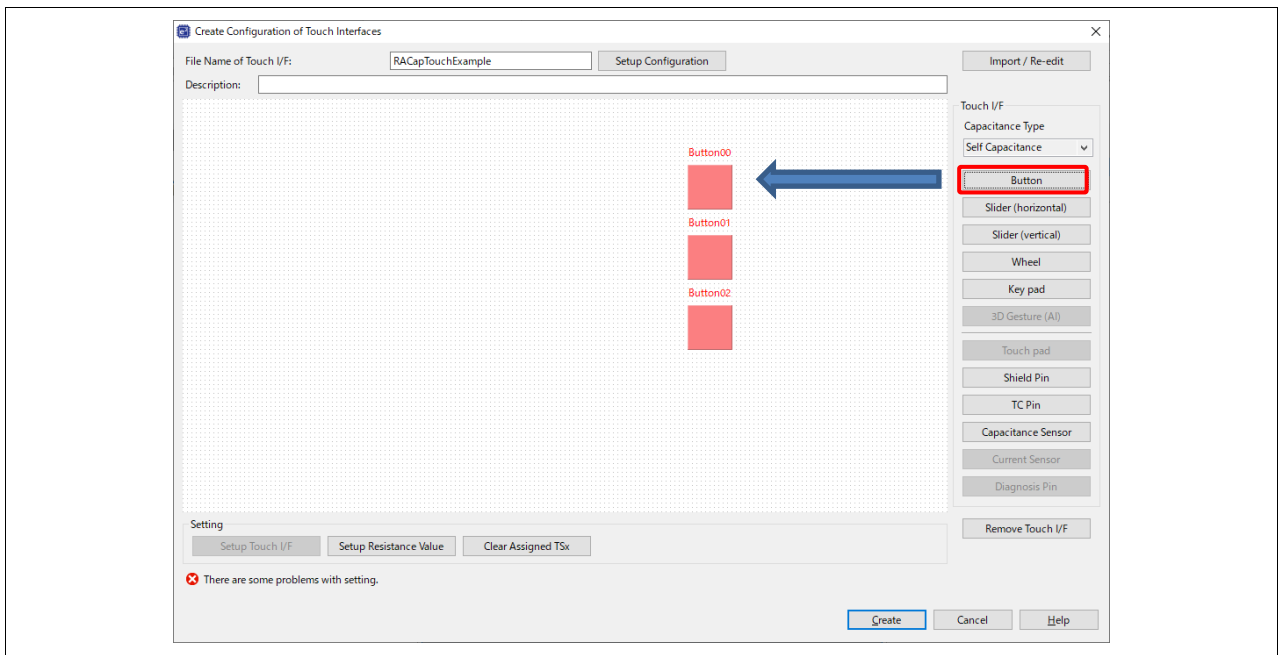 Create Configuration of Touch Interfaces
File Name of Touch I/F:
RACapTouchExample
Setup Configuration
Import / Re-edit
Description:
Touch I/F
Capacitance Type
Self Capacitance
Button
Slider (horizontal)
Slider (vertical)
Wheel
Key pad
3D Gesture (AI)
Touch pad
Shield Pin
TC Pin
Capacitance Sensor
Current Sensor
Diagnosis Pin
Remove Touch I/F
Button00
Button01
Button02
Setting
Setup Touch I/F
Setup Resistance Value
Clear Assigned TSx
There are some problems with setting.
Create
Cancel
Help